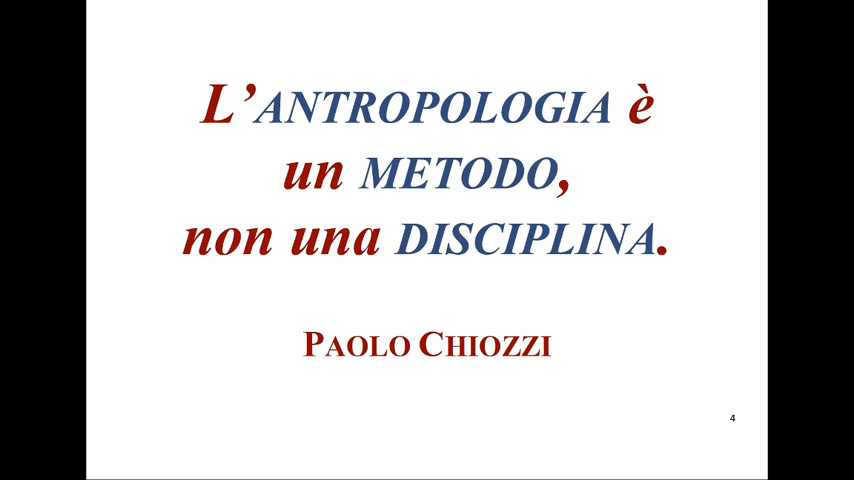 L’ANTROPOLOGIA è
un METODO,
non una DISCIPLINA.
PAOLO CHIOZZI
4